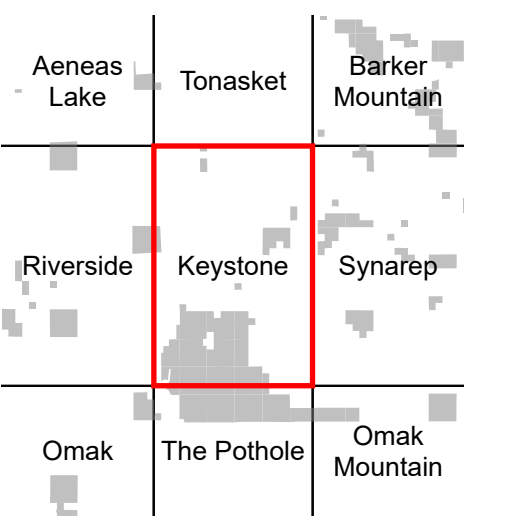 Aeneas
Lake
Tonasket
Barker
Mountain
Riverside
Keystone
Synarep
Omak
The Pothole
Omak
Mountain